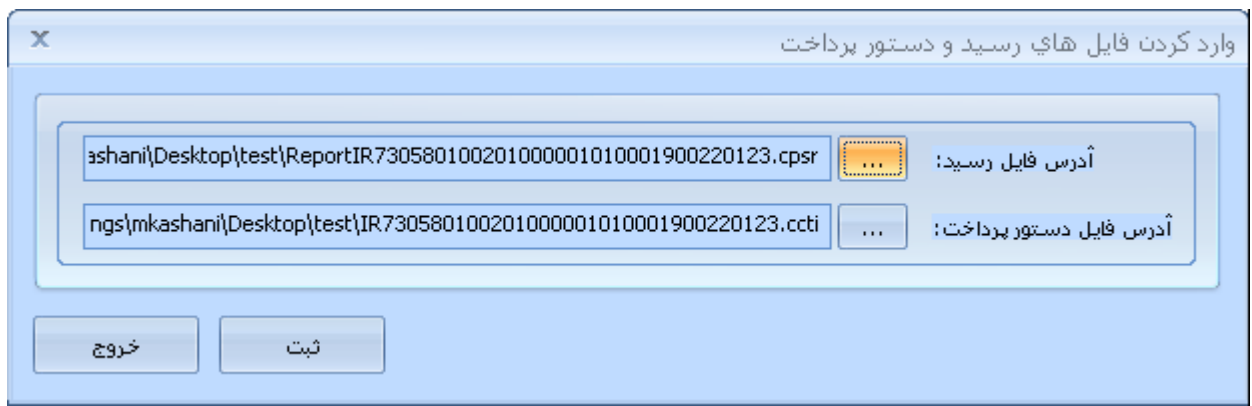 وارد كردن فايل هاي رسيد و دستور پرداخت
آدرس فايل رسيد: ... ashani\Desktop\test\ReportIR730580100201000001010001900220123.cpsr
آدرس فايل دستور پرداخت: ... ngs\mkashani\Desktop\test\IR730580100201000001010001900220123.ccti
ثبت خروج